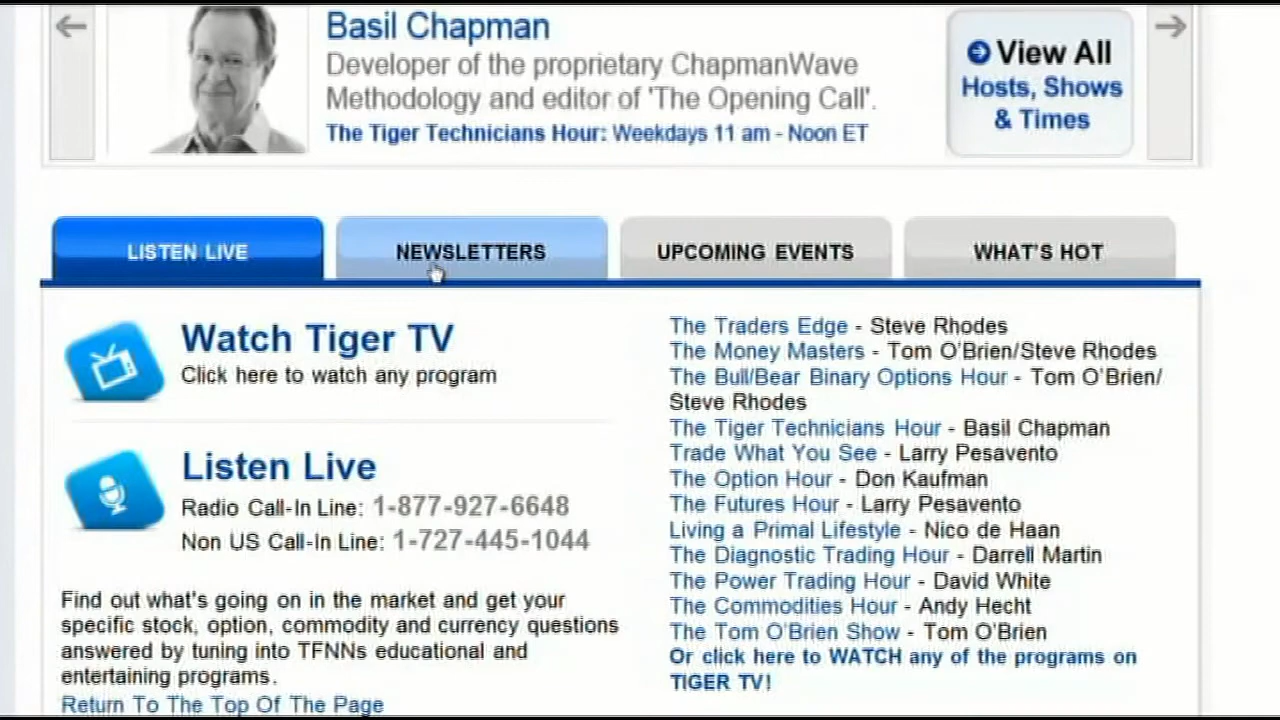 Basil Chapman
Developer of the proprietary ChapmanWave
Methodology and editor of 'The Opening Call'.
The Tiger Technicians Hour: Weekdays 11 am - Noon ET
View All
Hosts, Shows
& Times
LISTEN LIVE
NEWSLETTERS
UPCOMING EVENTS
WHAT'S HOT
Watch Tiger TV
Click here to watch any program
Listen Live
Radio Call-In Line: 1-877-927-6648
Non US Call-In Line: 1-727-445-1044
Find out what's going on in the market and get your
specific stock, option, commodity and currency questions
answered by tuning into TFNNs educational and
entertaining programs.
Return To The Top Of The Page
The Traders Edge - Steve Rhodes
The Money Masters - Tom O'Brien/Steve Rhodes
The Bull/Bear Binary Options Hour - Tom O'Brien/
Steve Rhodes
The Tiger Technicians Hour - Basil Chapman
Trade What You See - Larry Pesavento
The Option Hour - Don Kaufman
The Futures Hour - Larry Pesavento
Living a Primal Lifestyle - Nico de Haan
The Diagnostic Trading Hour - Darrell Martin
The Power Trading Hour - David White
The Commodities Hour - Andy Hecht
The Tom O'Brien Show - Tom O'Brien
Or click here to WATCH any of the programs on
TIGER TV!